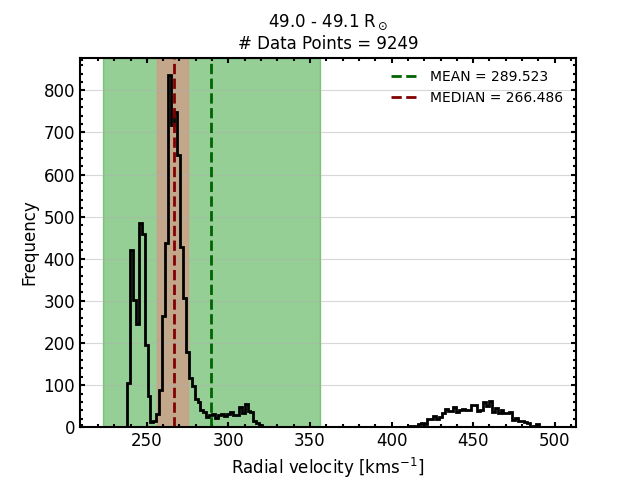 49.0 - 49.1 R⊙
# Data Points = 9249
MEAN = 289.523
MEDIAN = 266.486
Frequency
800
700
600
500
400
300
200
100
0
250 300 350 400 450 500
Radial velocity [kms⁻¹]